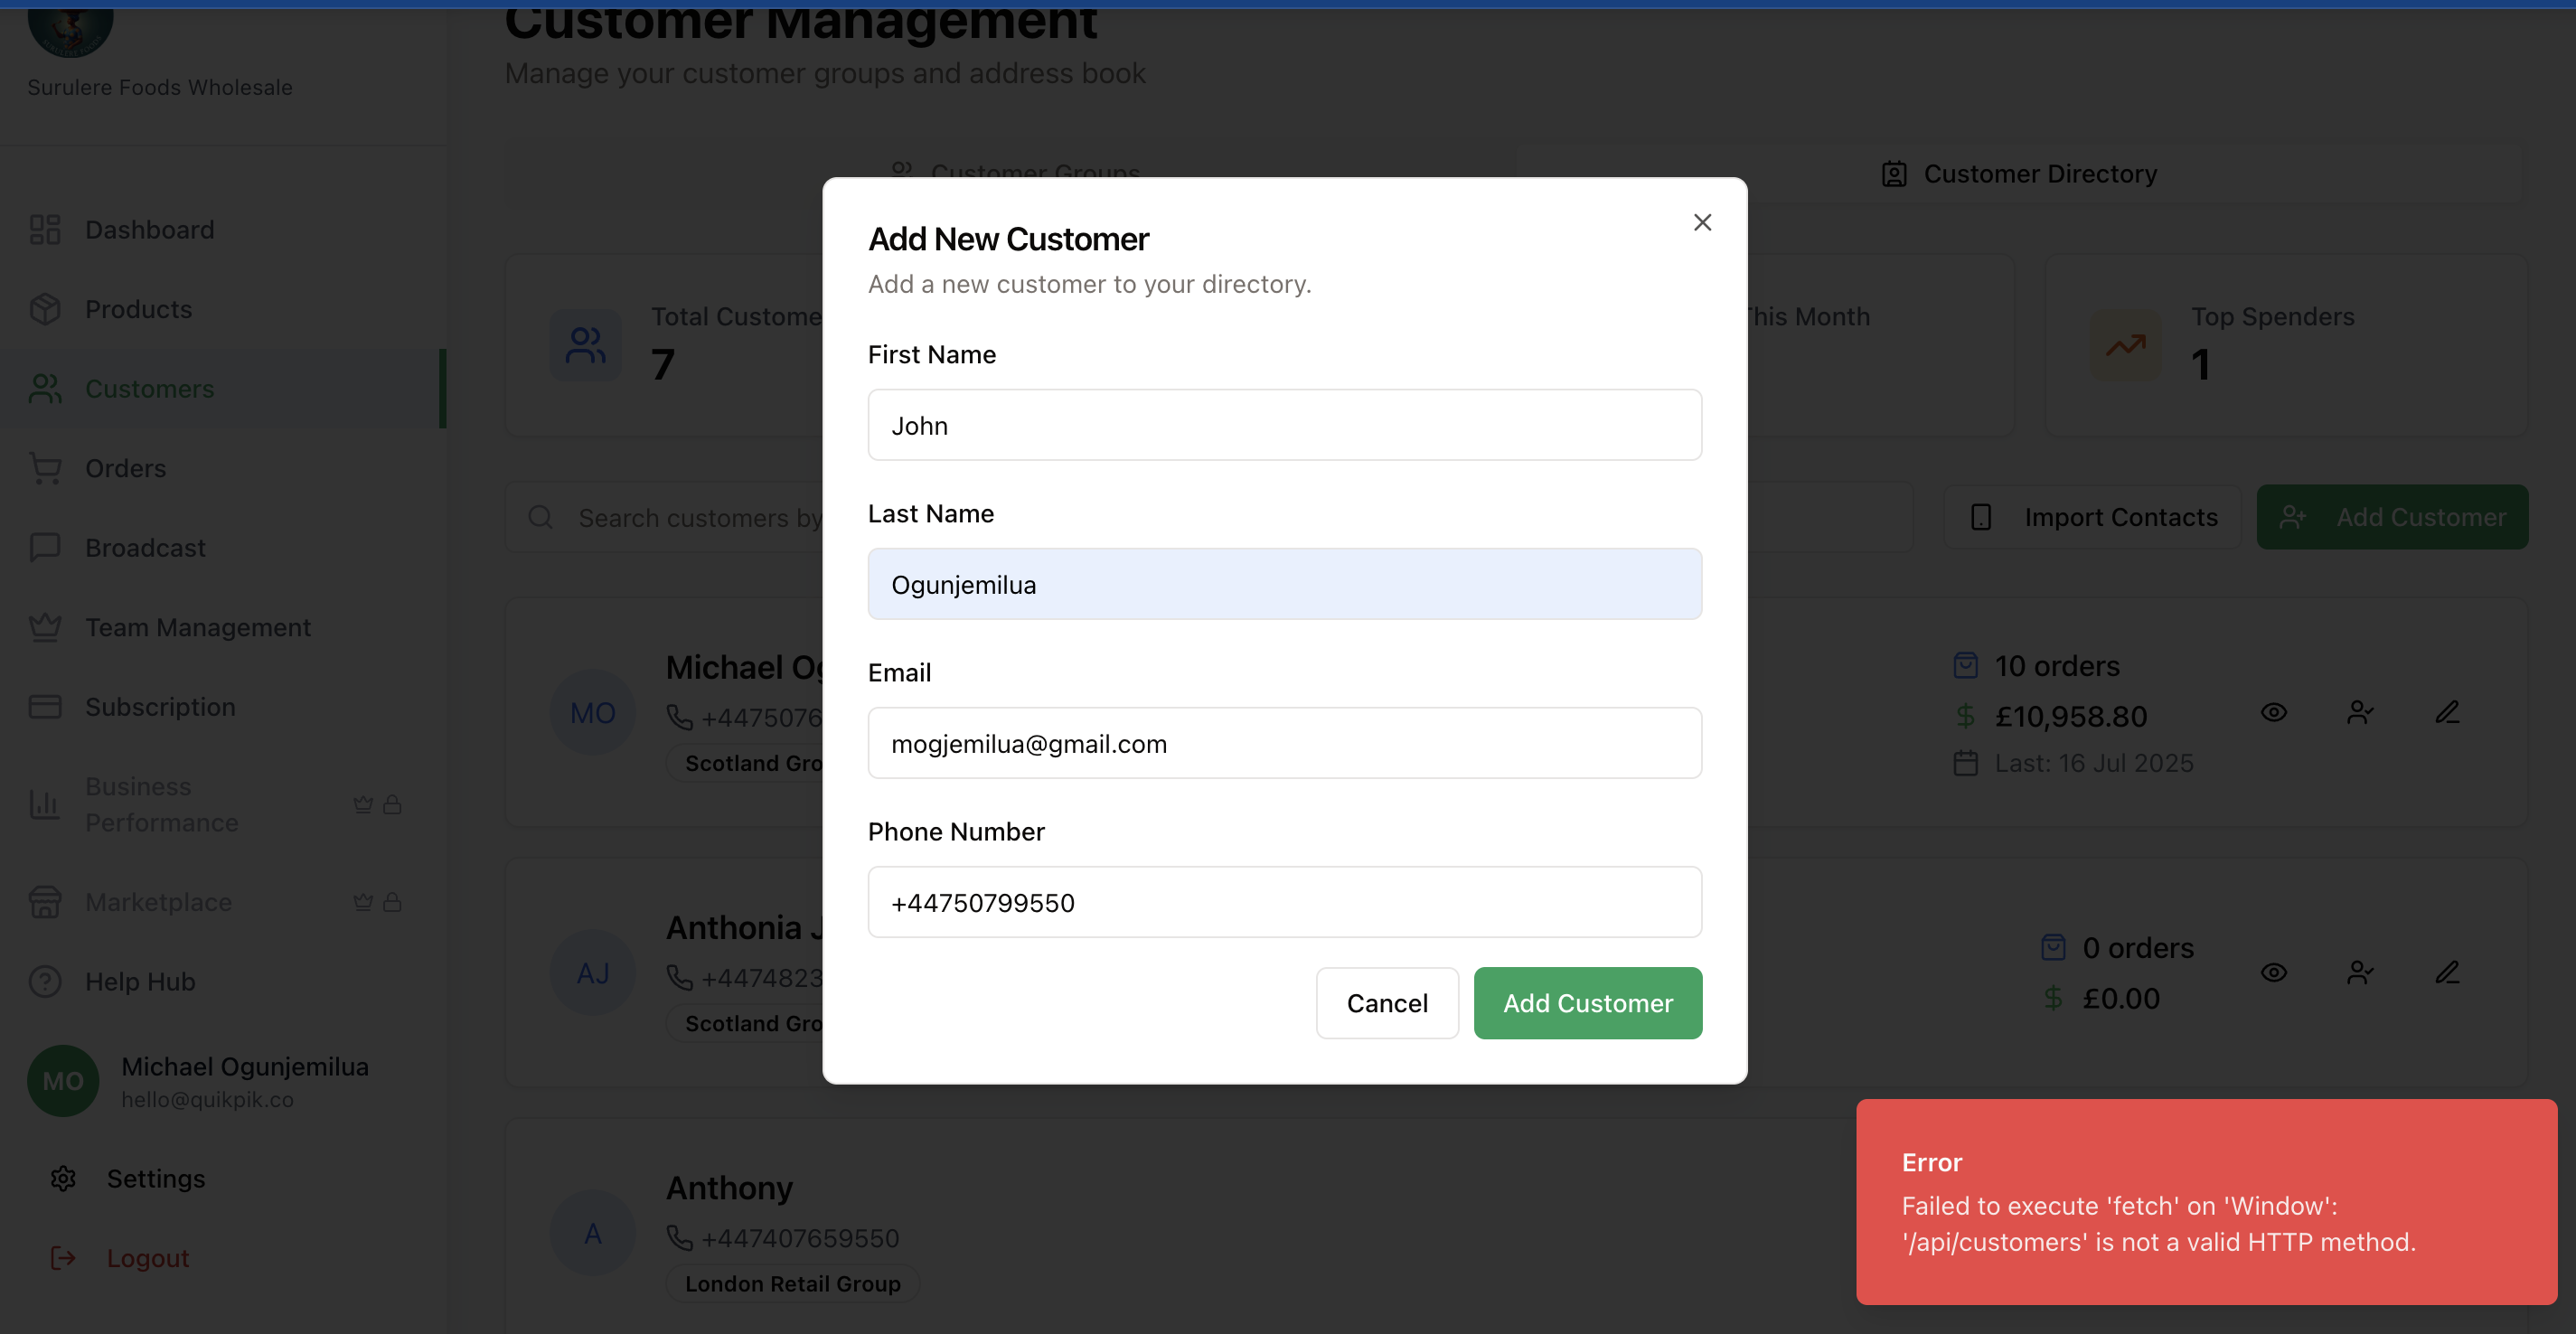 Customer Management
Manage your customer groups and address book
Surulere Foods Wholesale
Dashboard
Products
Customers
Orders
Broadcast
Team Management
Subscription
Business
Performance
Marketplace
Help Hub
MO
Michael Ogunjemilua
hello@quikpik.co
Settings
Logout
Customer Groups
Customer Directory
Total Custome
7
This Month
Top Spenders
1
Search customers by
Import Contacts
Add Customer
MO
Michael Og
+4475076
Scotland Gro
10 orders
£10,958.80
Last: 16 Jul 2025
AJ
Anthonia J
+4474823
Scotland Gro
0 orders
£0.00
A
Anthony
+447407659550
London Retail Group
Add New Customer
Add a new customer to your directory.
First Name
John
Last Name
Ogunjemilua
Email
mogjemilua@gmail.com
Phone Number
+44750799550
Cancel
Add Customer
Error
Failed to execute 'fetch' on 'Window':
'/api/customers' is not a valid HTTP method.